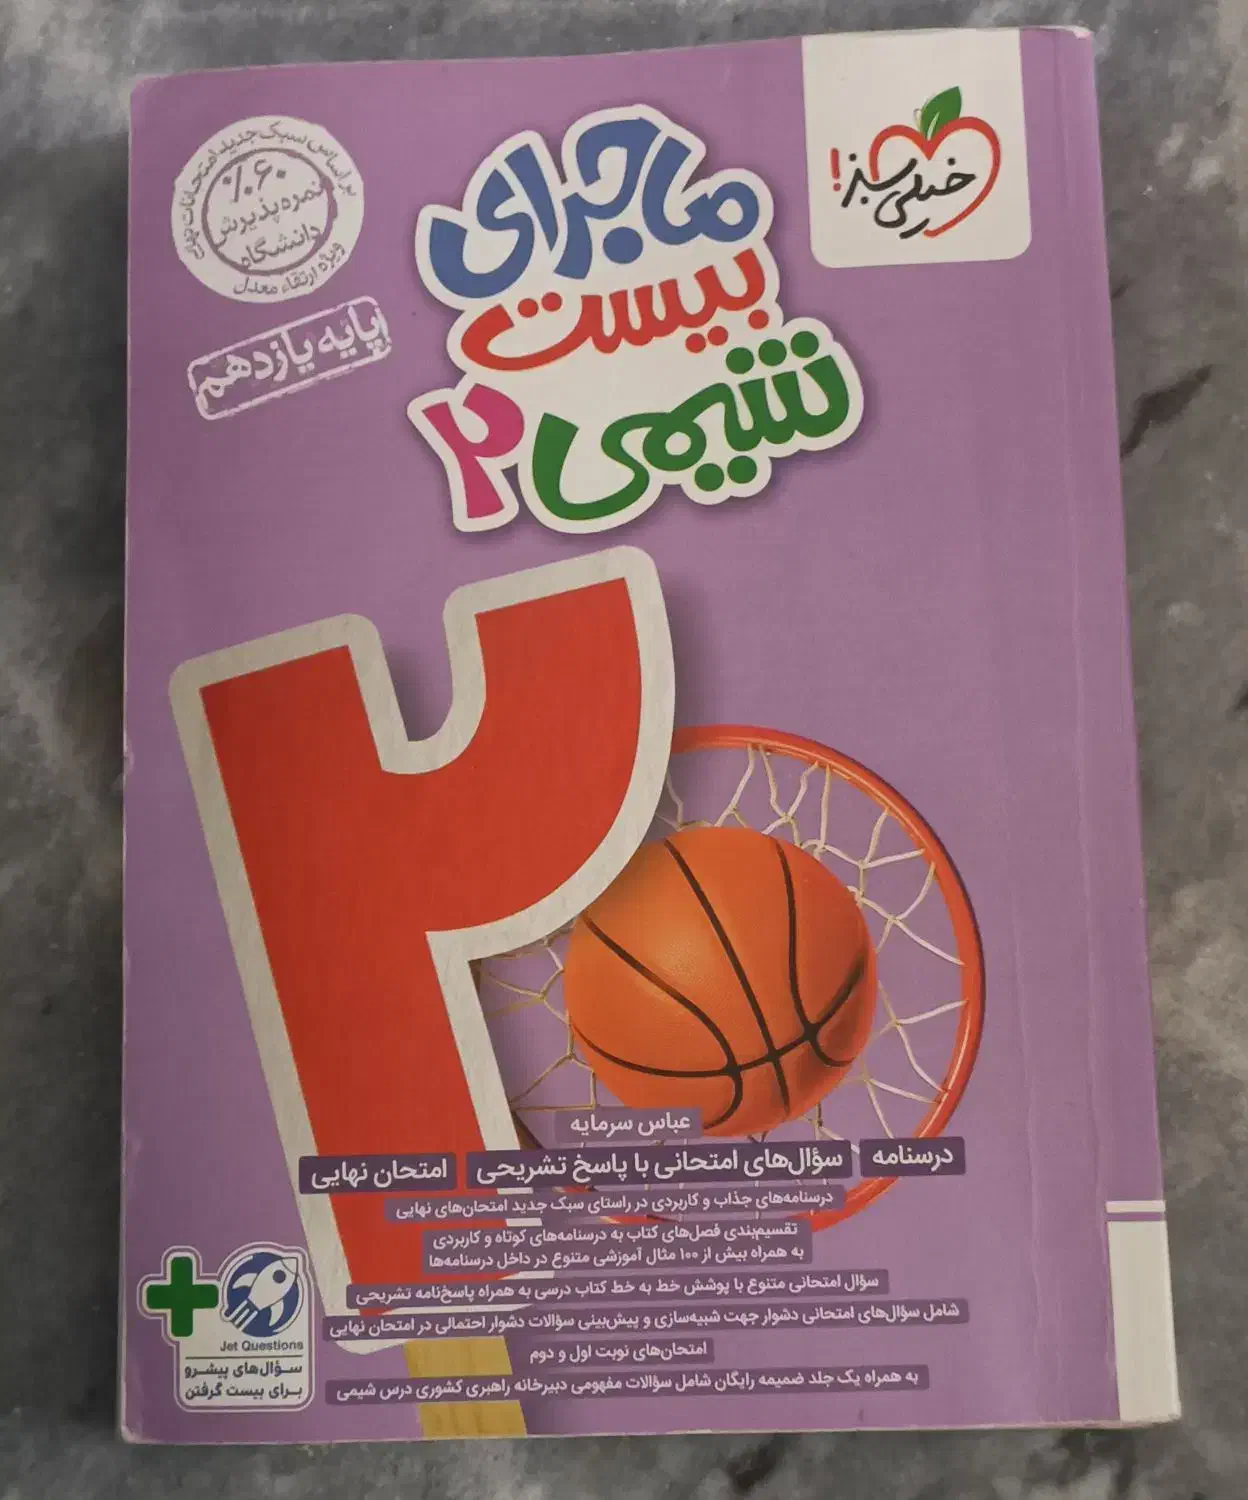 خیلی سبز!
ماجرای
بیست
شیمی ۲
بر اساس سبک جدید امتحانات نهایی
۶۰٪
نمره پذیرش
دانشگاه
ویژه ارتقاء معدل
پایه یازدهم
۲
عباس سرمایه
درسنامه سؤال‌های امتحانی با پاسخ تشریحی امتحان نهایی
درسنامه‌های جذاب و کاربردی در راستای سبک جدید امتحان‌های نهایی
تقسیم‌بندی فصل‌های کتاب به درسنامه‌های کوتاه و کاربردی
به همراه بیش از ۱۰۰ مثال آموزشی متنوع در داخل درسنامه‌ها
سؤال امتحانی متنوع با پوشش خط به خط کتاب درسی به همراه پاسخ‌نامه تشریحی
شامل سؤال‌های امتحانی دشوار جهت شبیه‌سازی و پیش‌بینی سؤالات دشوار احتمالی در امتحان نهایی
امتحان‌های نوبت اول و دوم
به همراه یک جلد ضمیمه رایگان شامل سؤالات مفهومی دبیرخانه راهبری کشوری درس شیمی
Jet Questions
سؤال‌های پیشرو
برای بیست گرفتن